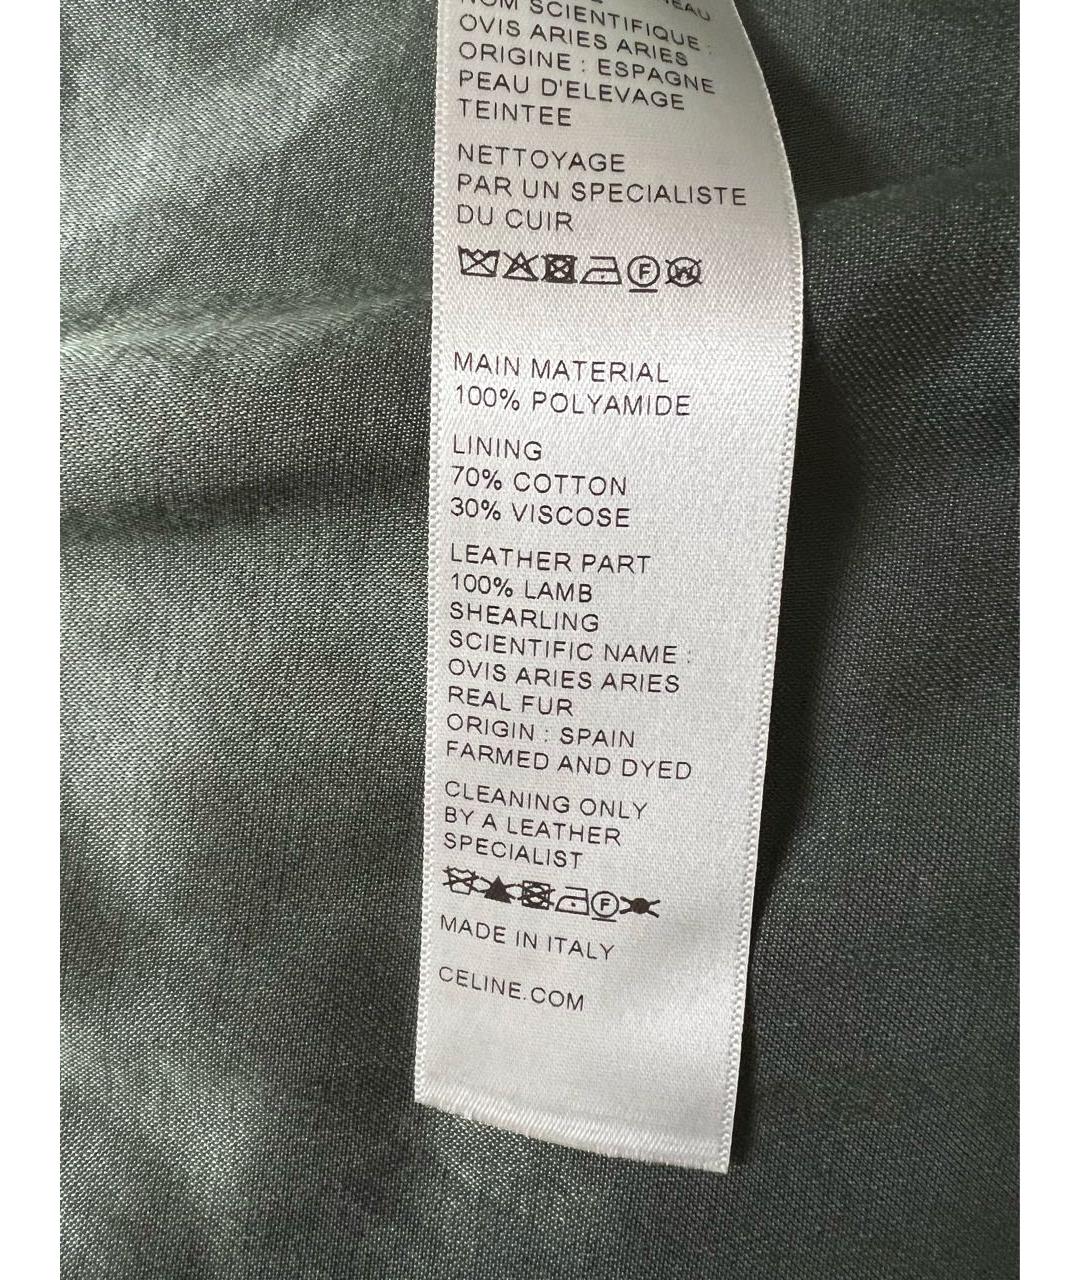 NOM SCIENTIFIQUE :
OVIS ARIES ARIES
ORIGINE : ESPAGNE
PEAU D'ELEVAGE
TEINTEE
NETTOYAGE
PAR UN SPECIALISTE
DU CUIR
F W
MAIN MATERIAL
100% POLYAMIDE
LINING
70% COTTON
30% VISCOSE
LEATHER PART
100% LAMB
SHEARLING
SCIENTIFIC NAME :
OVIS ARIES ARIES
REAL FUR
ORIGIN : SPAIN
FARMED AND DYED
CLEANING ONLY
BY A LEATHER
SPECIALIST
F
MADE IN ITALY
CELINE.COM